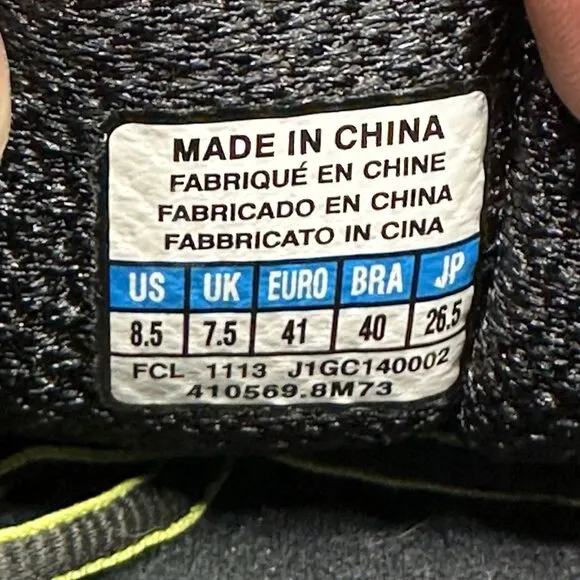 MADE IN CHINA
FABRIQUÉ EN CHINE
FABRICADO EN CHINA
FABBRICATO IN CINA
US UK EURO BRA JP
8.5 7.5 41 40 26.5
FCL 1113 J1GC140002
410569.8M73